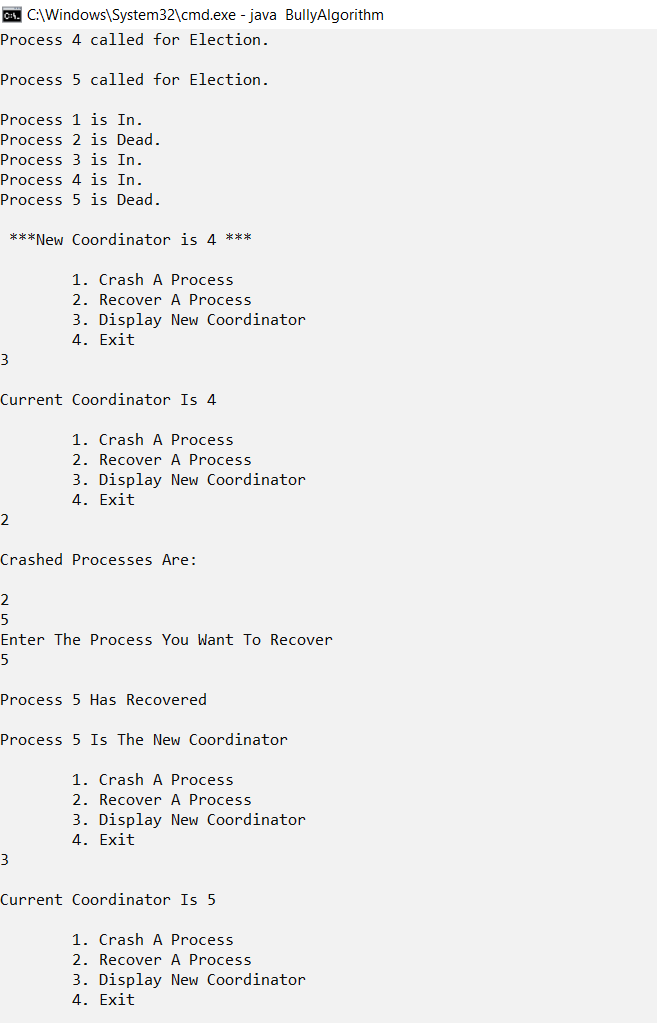 C:\Windows\System32\cmd.exe - java  BullyAlgorithm
Process 4 called for Election.
Process 5 called for Election.
Process 1 is In.
Process 2 is Dead.
Process 3 is In.
Process 4 is In.
Process 5 is Dead.
***New Coordinator is 4 ***
1. Crash A Process
2. Recover A Process
3. Display New Coordinator
4. Exit
3
Current Coordinator Is 4
1. Crash A Process
2. Recover A Process
3. Display New Coordinator
4. Exit
2
Crashed Processes Are:
2
5
Enter The Process You Want To Recover
5
Process 5 Has Recovered
Process 5 Is The New Coordinator
1. Crash A Process
2. Recover A Process
3. Display New Coordinator
4. Exit
3
Current Coordinator Is 5
1. Crash A Process
2. Recover A Process
3. Display New Coordinator
4. Exit